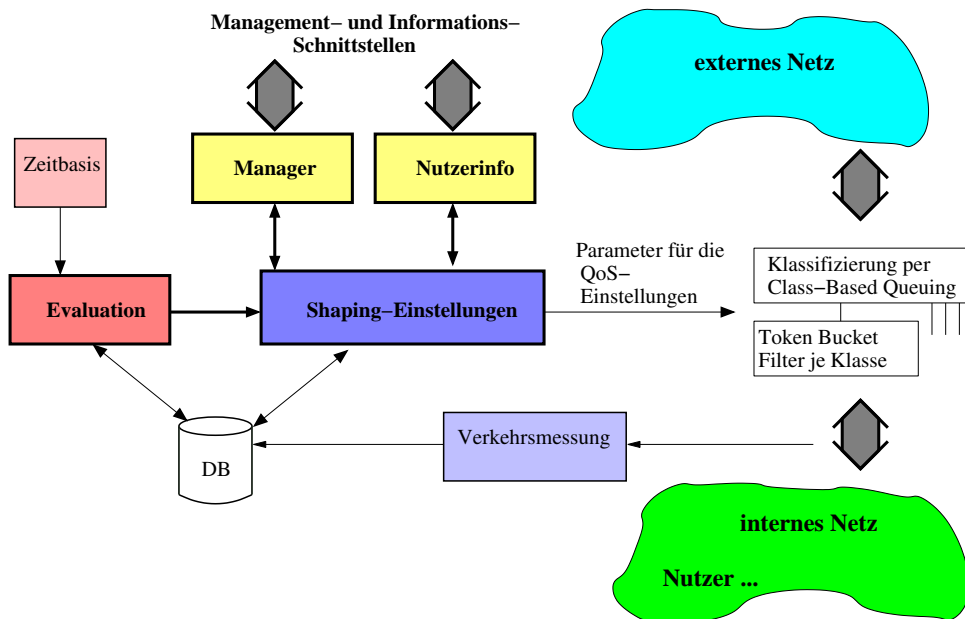 Management– und Informations–
Schnittstellen
externes Netz
Zeitbasis
Manager
Nutzerinfo
Parameter für die
QoS–
Einstellungen
Klassifizierung per
Class–Based Queuing
Evaluation
Shaping–Einstellungen
Token Bucket
Filter je Klasse
Verkehrsmessung
DB
internes Netz
Nutzer ...